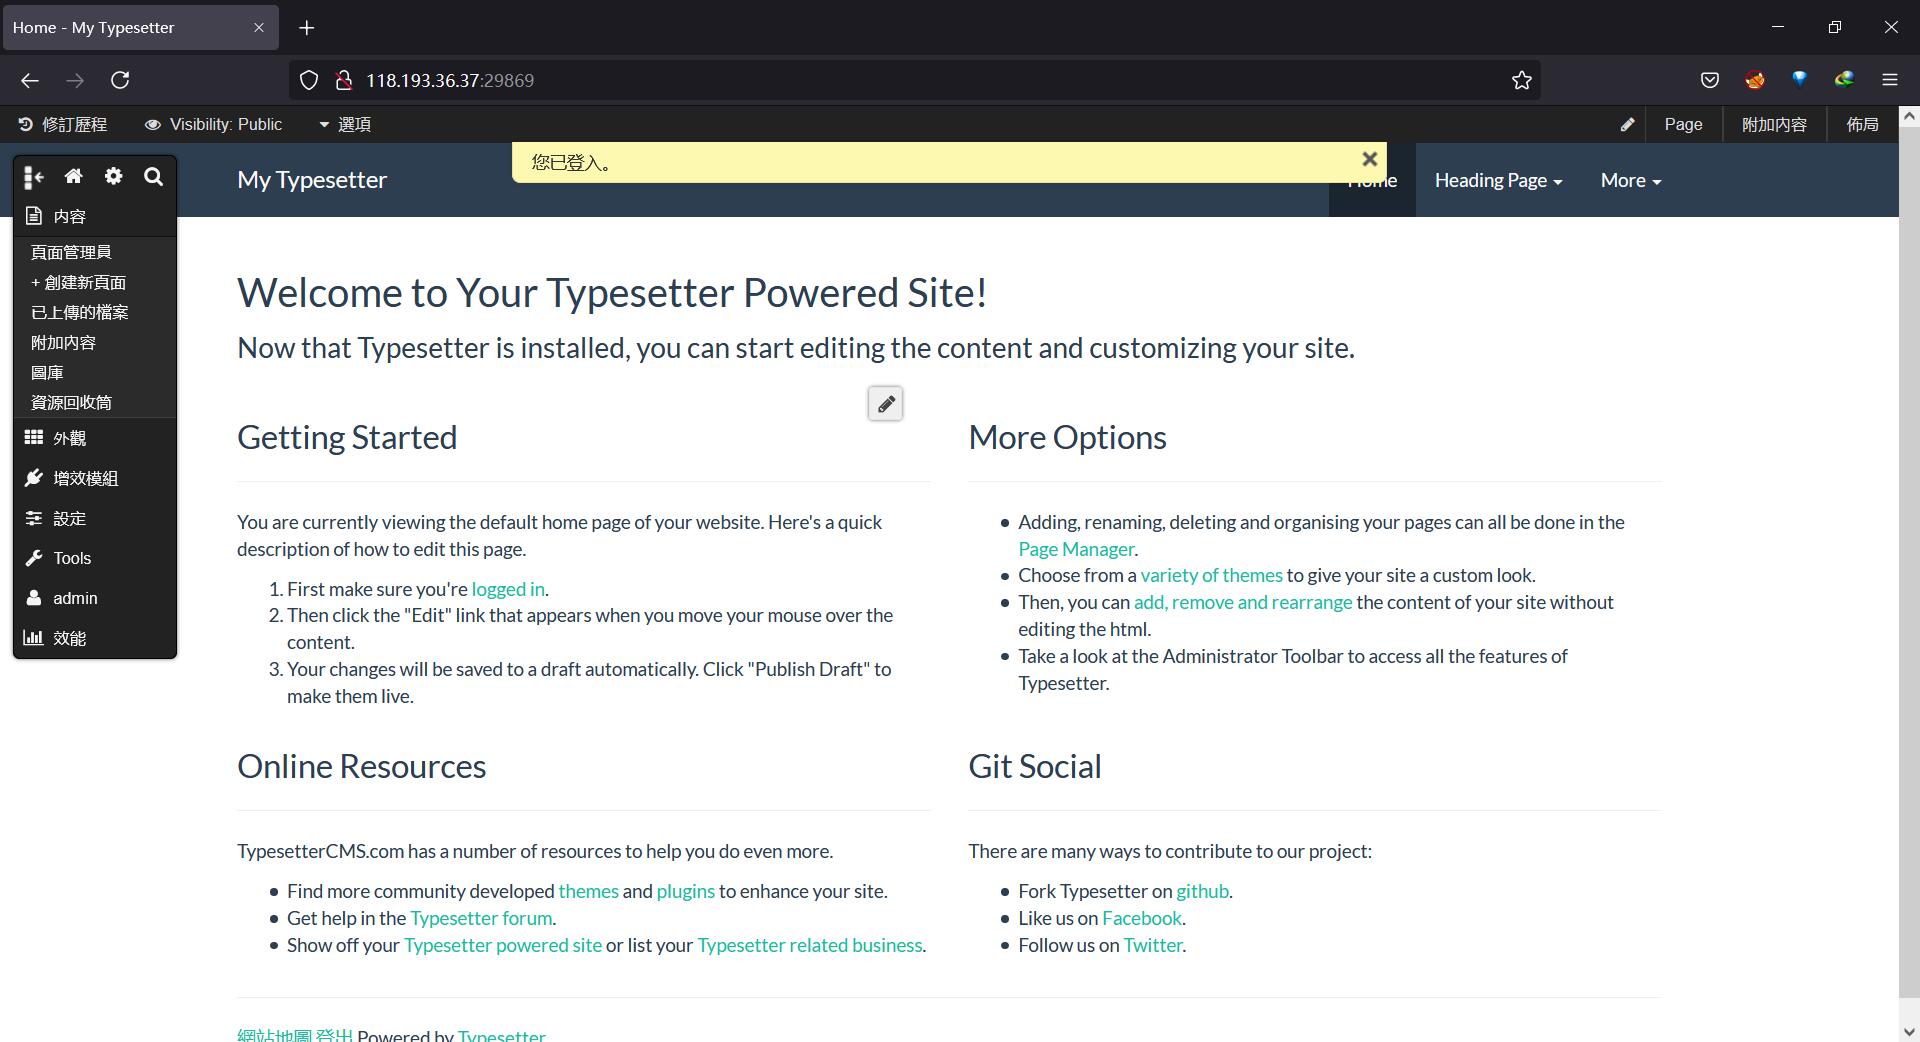 Home - My Typesetter
118.193.36.37:29869
修訂歷程 Visibility: Public 選項 Page 附加内容 佈局
您已登入。
My Typesetter Home Heading Page More
内容
頁面管理員
+ 創建新頁面
已上傳的檔案
附加内容
圖庫
資源回收筒
外觀
增效模組
設定
Tools
admin
效能
Welcome to Your Typesetter Powered Site!
Now that Typesetter is installed, you can start editing the content and customizing your site.
Getting Started
You are currently viewing the default home page of your website. Here's a quick
description of how to edit this page.
1. First make sure you're logged in.
2. Then click the "Edit" link that appears when you move your mouse over the
content.
3. Your changes will be saved to a draft automatically. Click "Publish Draft" to
make them live.
More Options
Adding, renaming, deleting and organising your pages can all be done in the
Page Manager.
Choose from a variety of themes to give your site a custom look.
Then, you can add, remove and rearrange the content of your site without
editing the html.
Take a look at the Administrator Toolbar to access all the features of
Typesetter.
Online Resources
TypesetterCMS.com has a number of resources to help you do even more.
Find more community developed themes and plugins to enhance your site.
Get help in the Typesetter forum.
Show off your Typesetter powered site or list your Typesetter related business.
Git Social
There are many ways to contribute to our project:
Fork Typesetter on github.
Like us on Facebook.
Follow us on Twitter.
網站地圖 登出 Powered by Typesetter